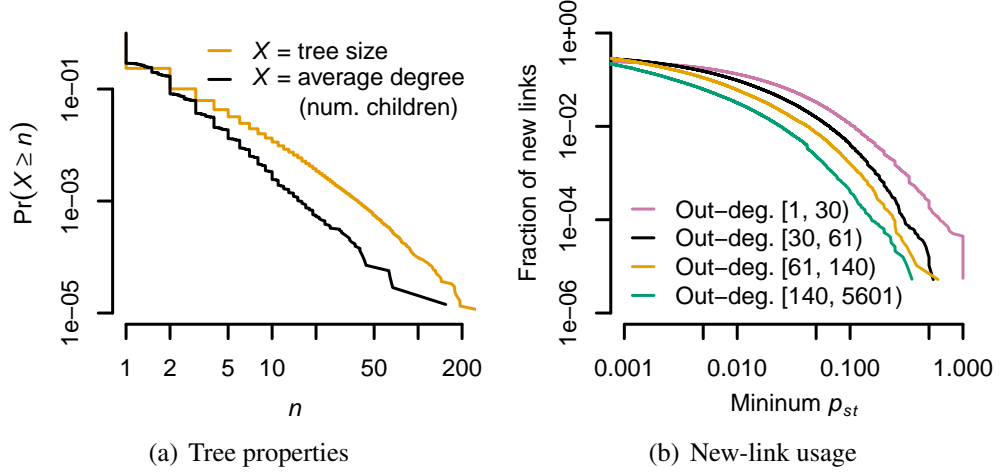 X = tree size
X = average degree
(num. children)
Pr(X ≥ n)
1e−01
1e−03
1e−05
1 2 5 10 50 200
n
(a) Tree properties
Fraction of new links
1e+00
1e−02
1e−04
1e−06
Out−deg. [1, 30)
Out−deg. [30, 61)
Out−deg. [61, 140)
Out−deg. [140, 5601)
0.001 0.010 0.100 1.000
Mininum pst
(b) New-link usage